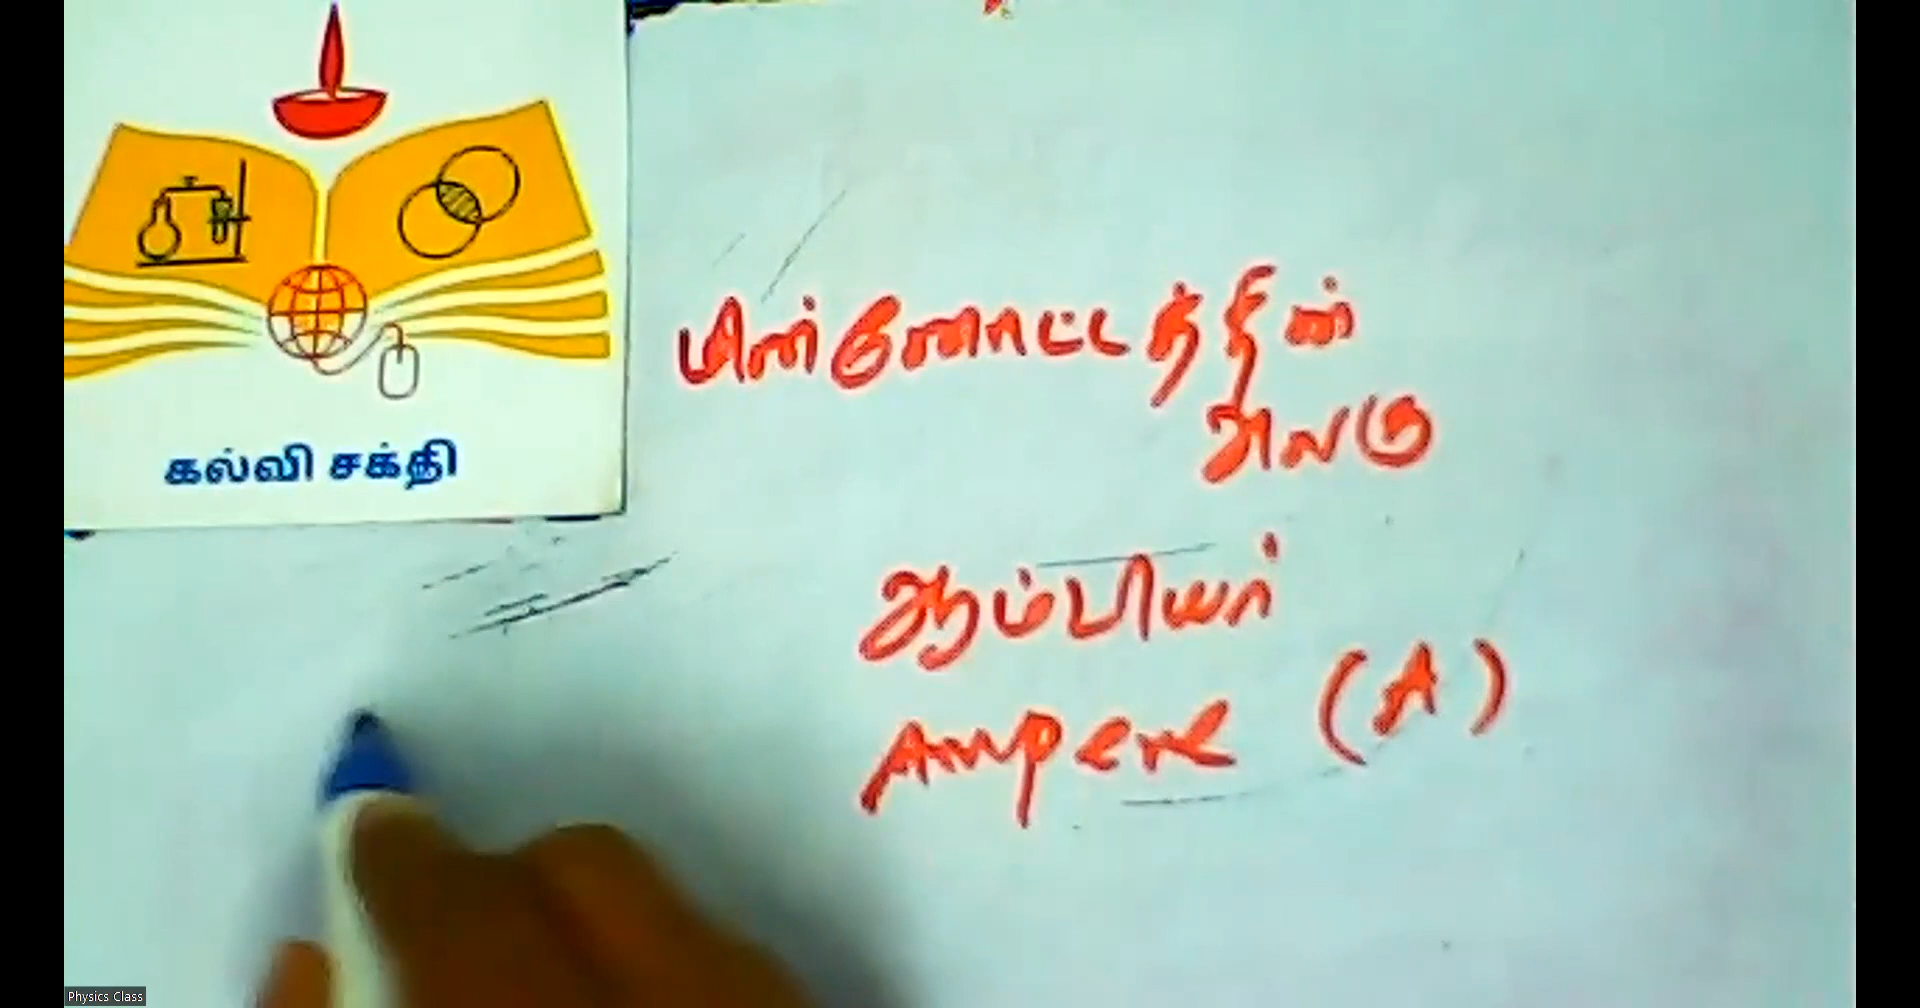 கல்வி சக்தி
மின்னோட்டத்தின்
அலகு
ஆம்பியர்
Ampere (A)
Physics Class